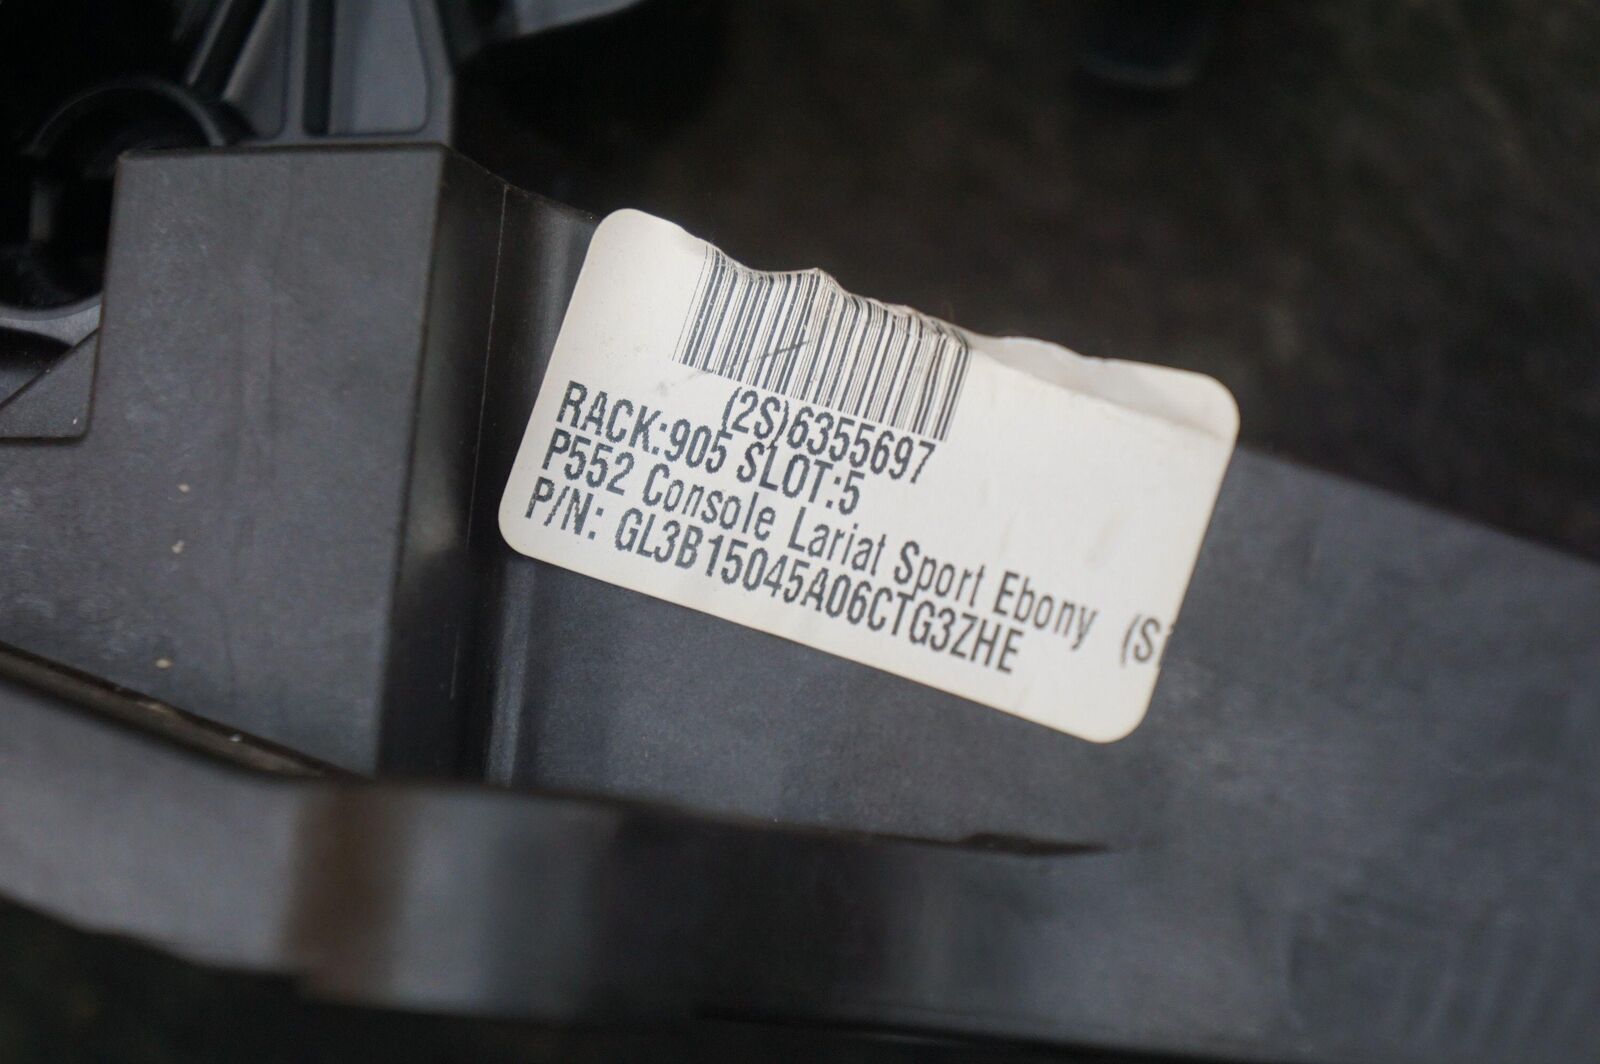 (2S)6355697
RACK:905 SLOT:5
P552 Console Lariat Sport Ebony (S
P/N: GL3B15045A06CTG3ZHE